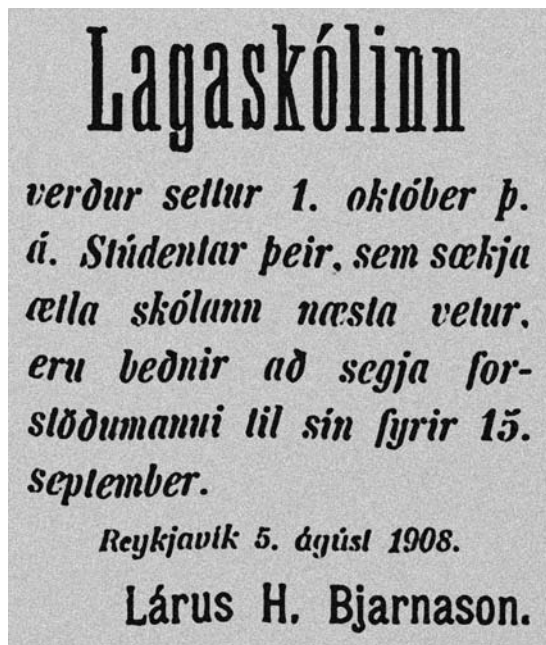 Lagaskólinn
verður settur 1. október þ.
á. Stúdentar þeir, sem sækja
ætla skólann næsta vetur,
eru beðnir að segja for-
stöðumanni til sín fyrir 15.
september.
Reykjavík 5. ágúst 1908.
Lárus H. Bjarnason.